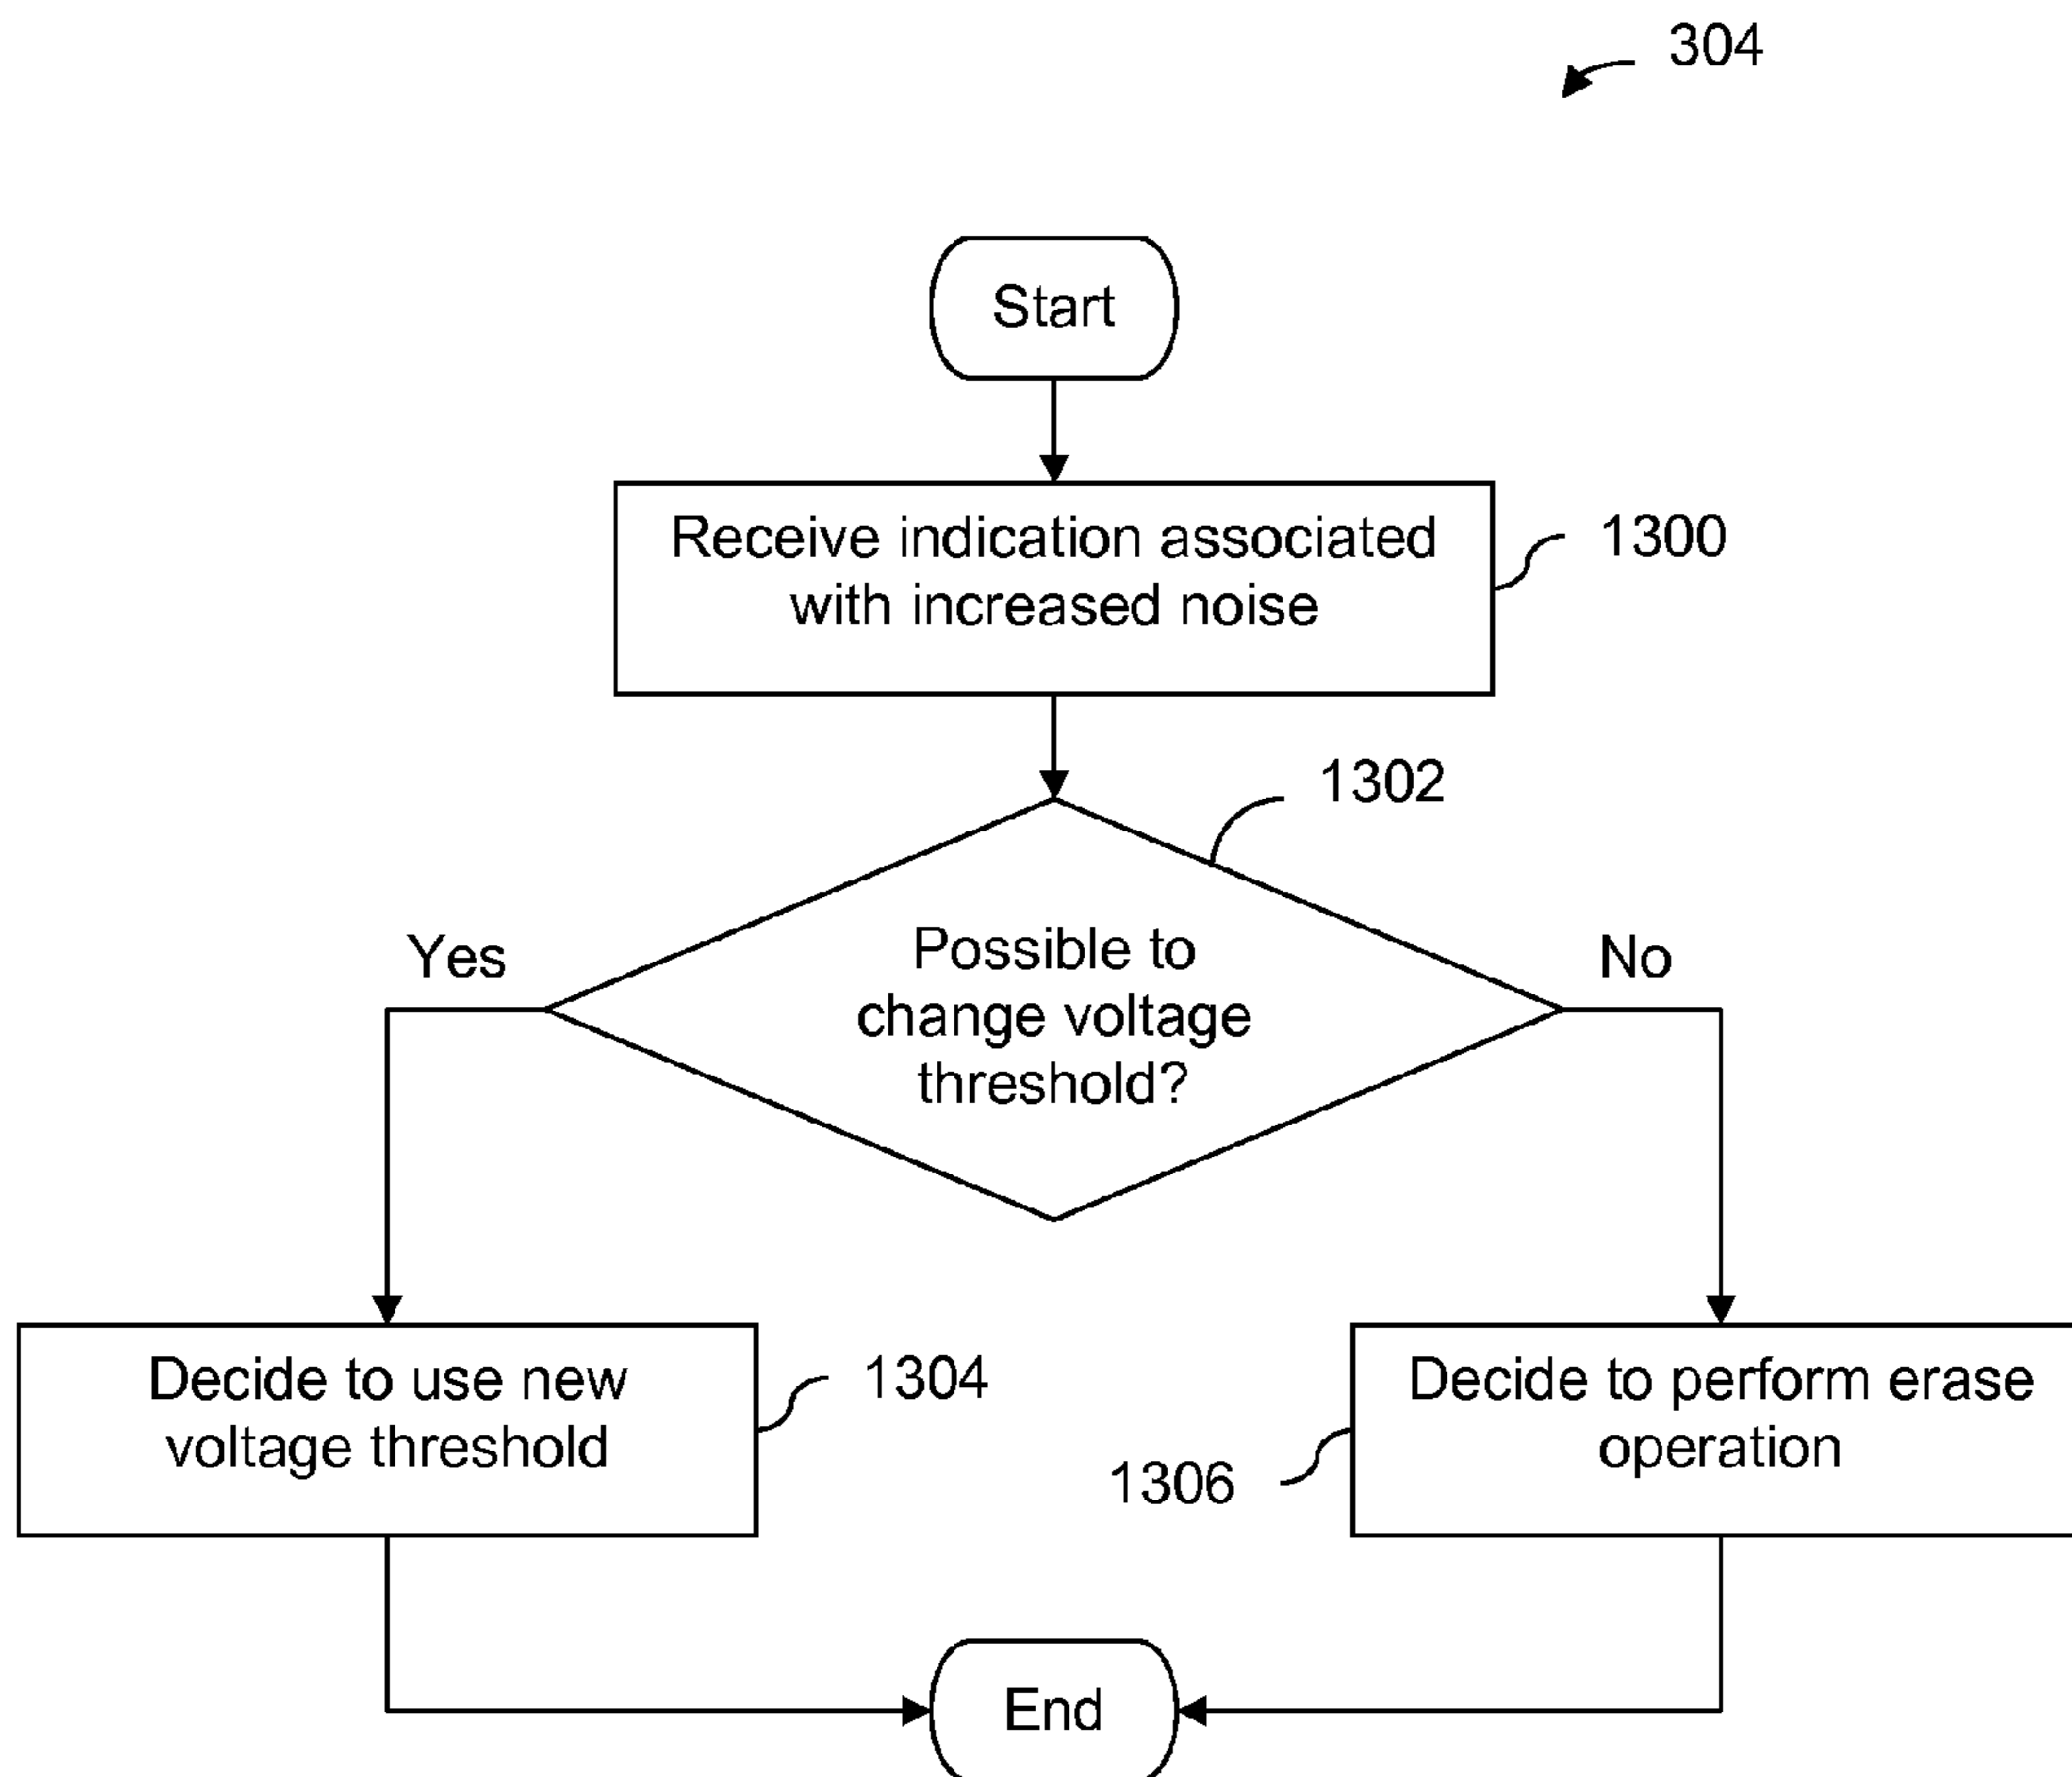 304
Start
Receive indication associated
with increased noise
1300
1302
Possible to
change voltage
threshold?
Yes
No
Decide to use new
voltage threshold
1304
Decide to perform erase
operation
1306
End